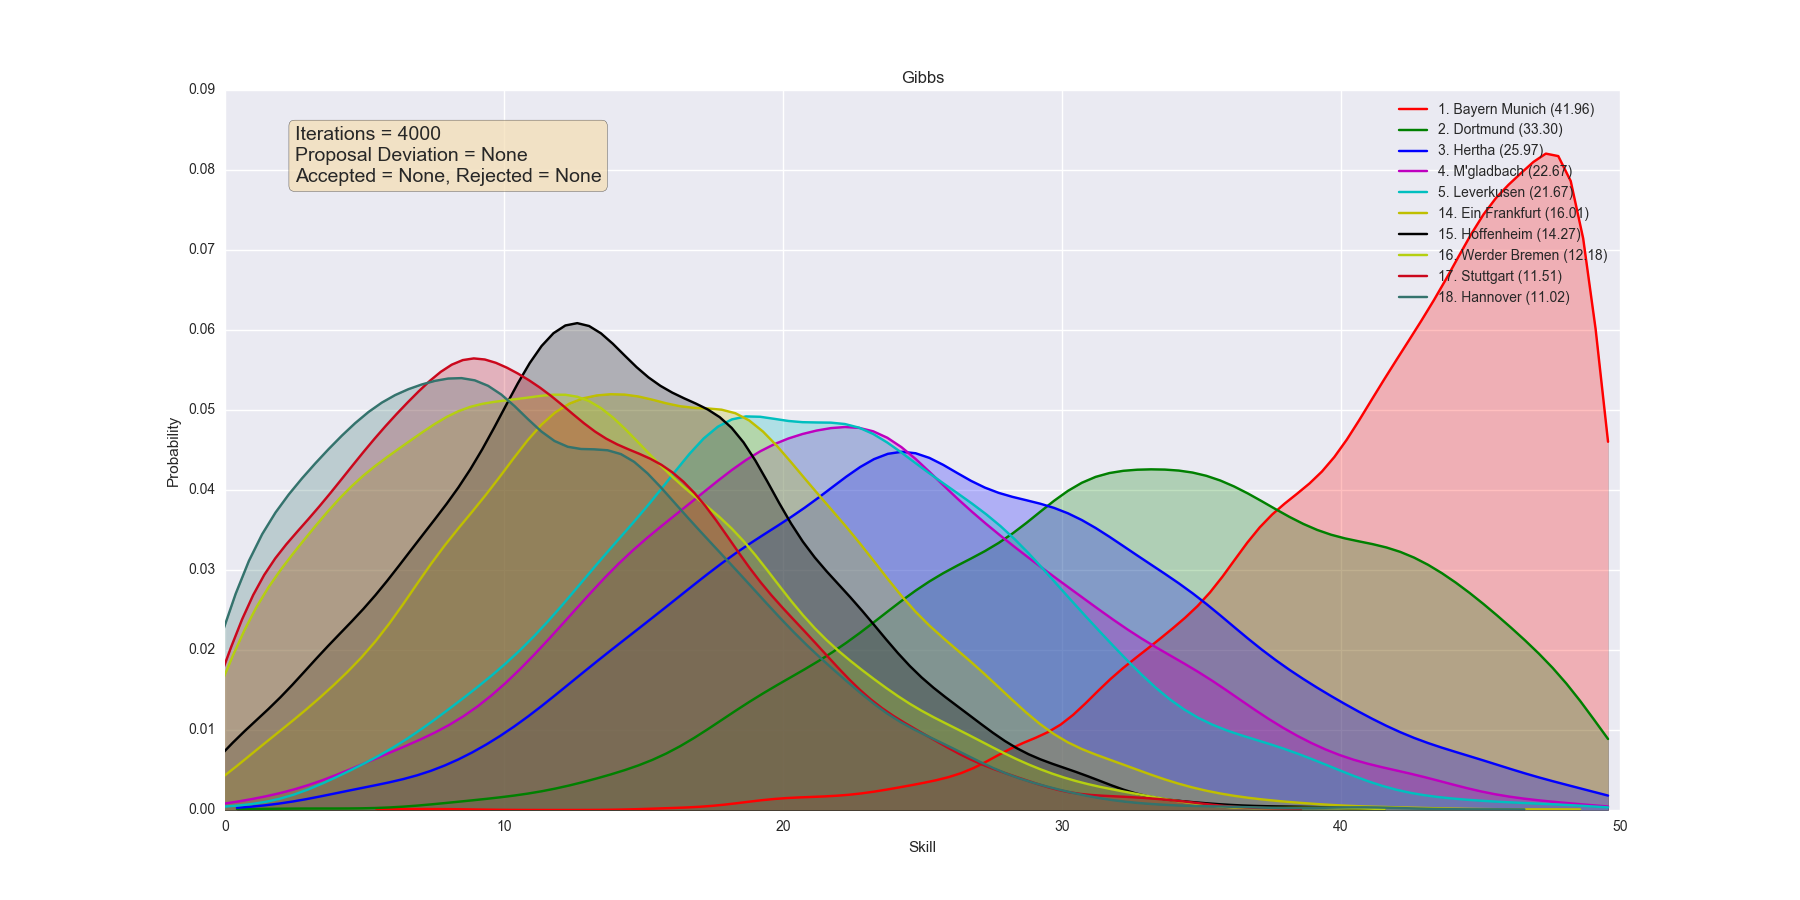 Gibbs
0.09
0.08
0.07
0.06
0.05
0.04
0.03
0.02
0.01
0.00
Probability
Iterations = 4000
Proposal Deviation = None
Accepted = None, Rejected = None
1. Bayern Munich (41.96)
2. Dortmund (33.30)
3. Hertha (25.97)
4. M'gladbach (22.67)
5. Leverkusen (21.67)
14. Ein Frankfurt (16.01)
15. Hoffenheim (14.27)
16. Werder Bremen (12.18)
17. Stuttgart (11.51)
18. Hannover (11.02)
0 10 20 30 40 50
Skill